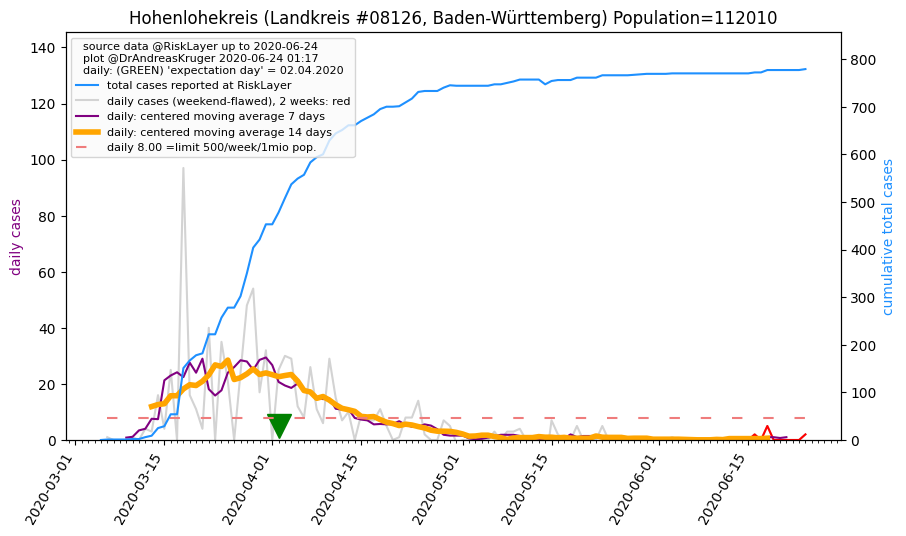 Hohenlohekreis (Landkreis #08126, Baden-Württemberg) Population=112010
source data @RiskLayer up to 2020-06-24
plot @DrAndreasKruger 2020-06-24 01:17
daily: (GREEN) 'expectation day' = 02.04.2020
total cases reported at RiskLayer
daily cases (weekend-flawed), 2 weeks: red
daily: centered moving average 7 days
daily: centered moving average 14 days
daily 8.00 =limit 500/week/1mio pop.
daily cases
140
120
100
80
60
40
20
0
cumulative total cases
800
700
600
500
400
300
200
100
0
2020-03-01
2020-03-15
2020-04-01
2020-04-15
2020-05-01
2020-05-15
2020-06-01
2020-06-15